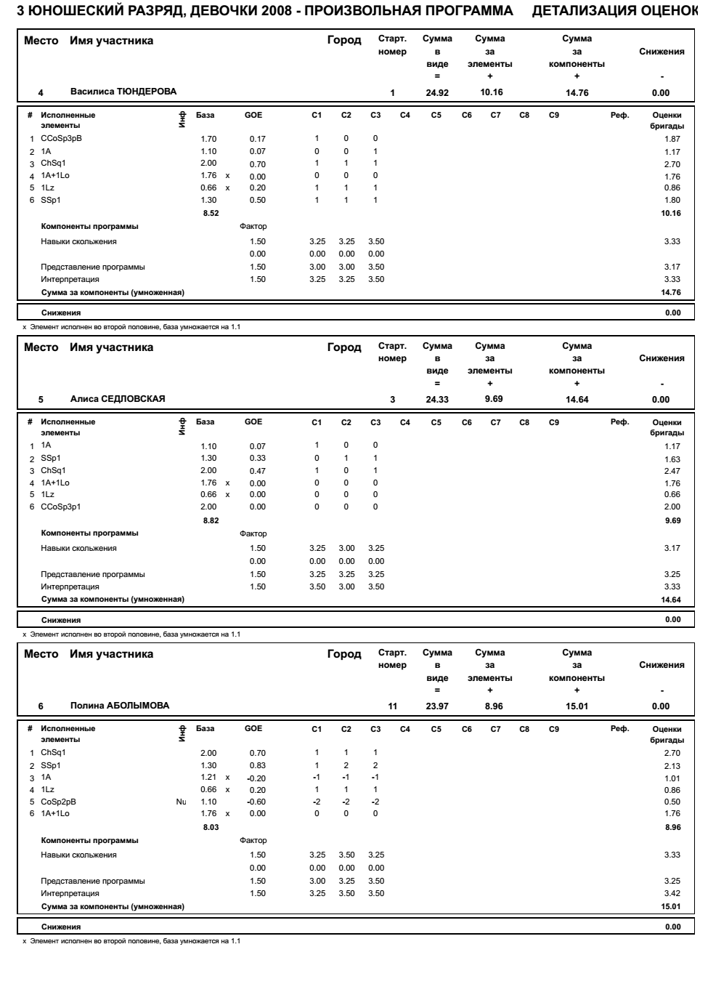 3 ЮНОШЕСКИЙ РАЗРЯД, ДЕВОЧКИ 2008 - ПРОИЗВОЛЬНАЯ ПРОГРАММА ДЕТАЛИЗАЦИЯ ОЦЕНОК
Место Имя участника Город Старт. Сумма Сумма Сумма
номер в за за Снижения
виде элементы компоненты
= + + -
4 Василиса ТЮНДЕРОВА 1 24.92 10.16 14.76 0.00
# Исполненные Инф База GOE С1 С2 С3 С4 С5 С6 С7 С8 С9 Реф. Оценки
элементы бригады
1 CCoSp3pB 1.70 0.17 1 0 0 1.87
2 1A 1.10 0.07 0 0 1 1.17
3 ChSq1 2.00 0.70 1 1 1 2.70
4 1A+1Lo 1.76 x 0.00 0 0 0 1.76
5 1Lz 0.66 x 0.20 1 1 1 0.86
6 SSp1 1.30 0.50 1 1 1 1.80
8.52 10.16
Компоненты программы Фактор
Навыки скольжения 1.50 3.25 3.25 3.50 3.33
0.00 0.00 0.00 0.00
Представление программы 1.50 3.00 3.00 3.50 3.17
Интерпретация 1.50 3.25 3.25 3.50 3.33
Сумма за компоненты (умноженная) 14.76
Снижения 0.00
x Элемент исполнен во второй половине, база умножается на 1.1
Место Имя участника Город Старт. Сумма Сумма Сумма
номер в за за Снижения
виде элементы компоненты
= + + -
5 Алиса СЕДЛОВСКАЯ 3 24.33 9.69 14.64 0.00
# Исполненные Инф База GOE С1 С2 С3 С4 С5 С6 С7 С8 С9 Реф. Оценки
элементы бригады
1 1A 1.10 0.07 1 0 0 1.17
2 SSp1 1.30 0.33 0 1 1 1.63
3 ChSq1 2.00 0.47 1 0 1 2.47
4 1A+1Lo 1.76 x 0.00 0 0 0 1.76
5 1Lz 0.66 x 0.00 0 0 0 0.66
6 CCoSp3p1 2.00 0.00 0 0 0 2.00
8.82 9.69
Компоненты программы Фактор
Навыки скольжения 1.50 3.25 3.00 3.25 3.17
0.00 0.00 0.00 0.00
Представление программы 1.50 3.25 3.25 3.25 3.25
Интерпретация 1.50 3.50 3.00 3.50 3.33
Сумма за компоненты (умноженная) 14.64
Снижения 0.00
x Элемент исполнен во второй половине, база умножается на 1.1
Место Имя участника Город Старт. Сумма Сумма Сумма
номер в за за Снижения
виде элементы компоненты
= + + -
6 Полина АБОЛЫМОВА 11 23.97 8.96 15.01 0.00
# Исполненные Инф База GOE С1 С2 С3 С4 С5 С6 С7 С8 С9 Реф. Оценки
элементы бригады
1 ChSq1 2.00 0.70 1 1 1 2.70
2 SSp1 1.30 0.83 1 2 2 2.13
3 1A 1.21 x -0.20 -1 -1 -1 1.01
4 1Lz 0.66 x 0.20 1 1 1 0.86
5 CoSp2pB Nu 1.10 -0.60 -2 -2 -2 0.50
6 1A+1Lo 1.76 x 0.00 0 0 0 1.76
8.03 8.96
Компоненты программы Фактор
Навыки скольжения 1.50 3.25 3.50 3.25 3.33
0.00 0.00 0.00 0.00
Представление программы 1.50 3.00 3.25 3.50 3.25
Интерпретация 1.50 3.25 3.50 3.50 3.42
Сумма за компоненты (умноженная) 15.01
Снижения 0.00
x Элемент исполнен во второй половине, база умножается на 1.1